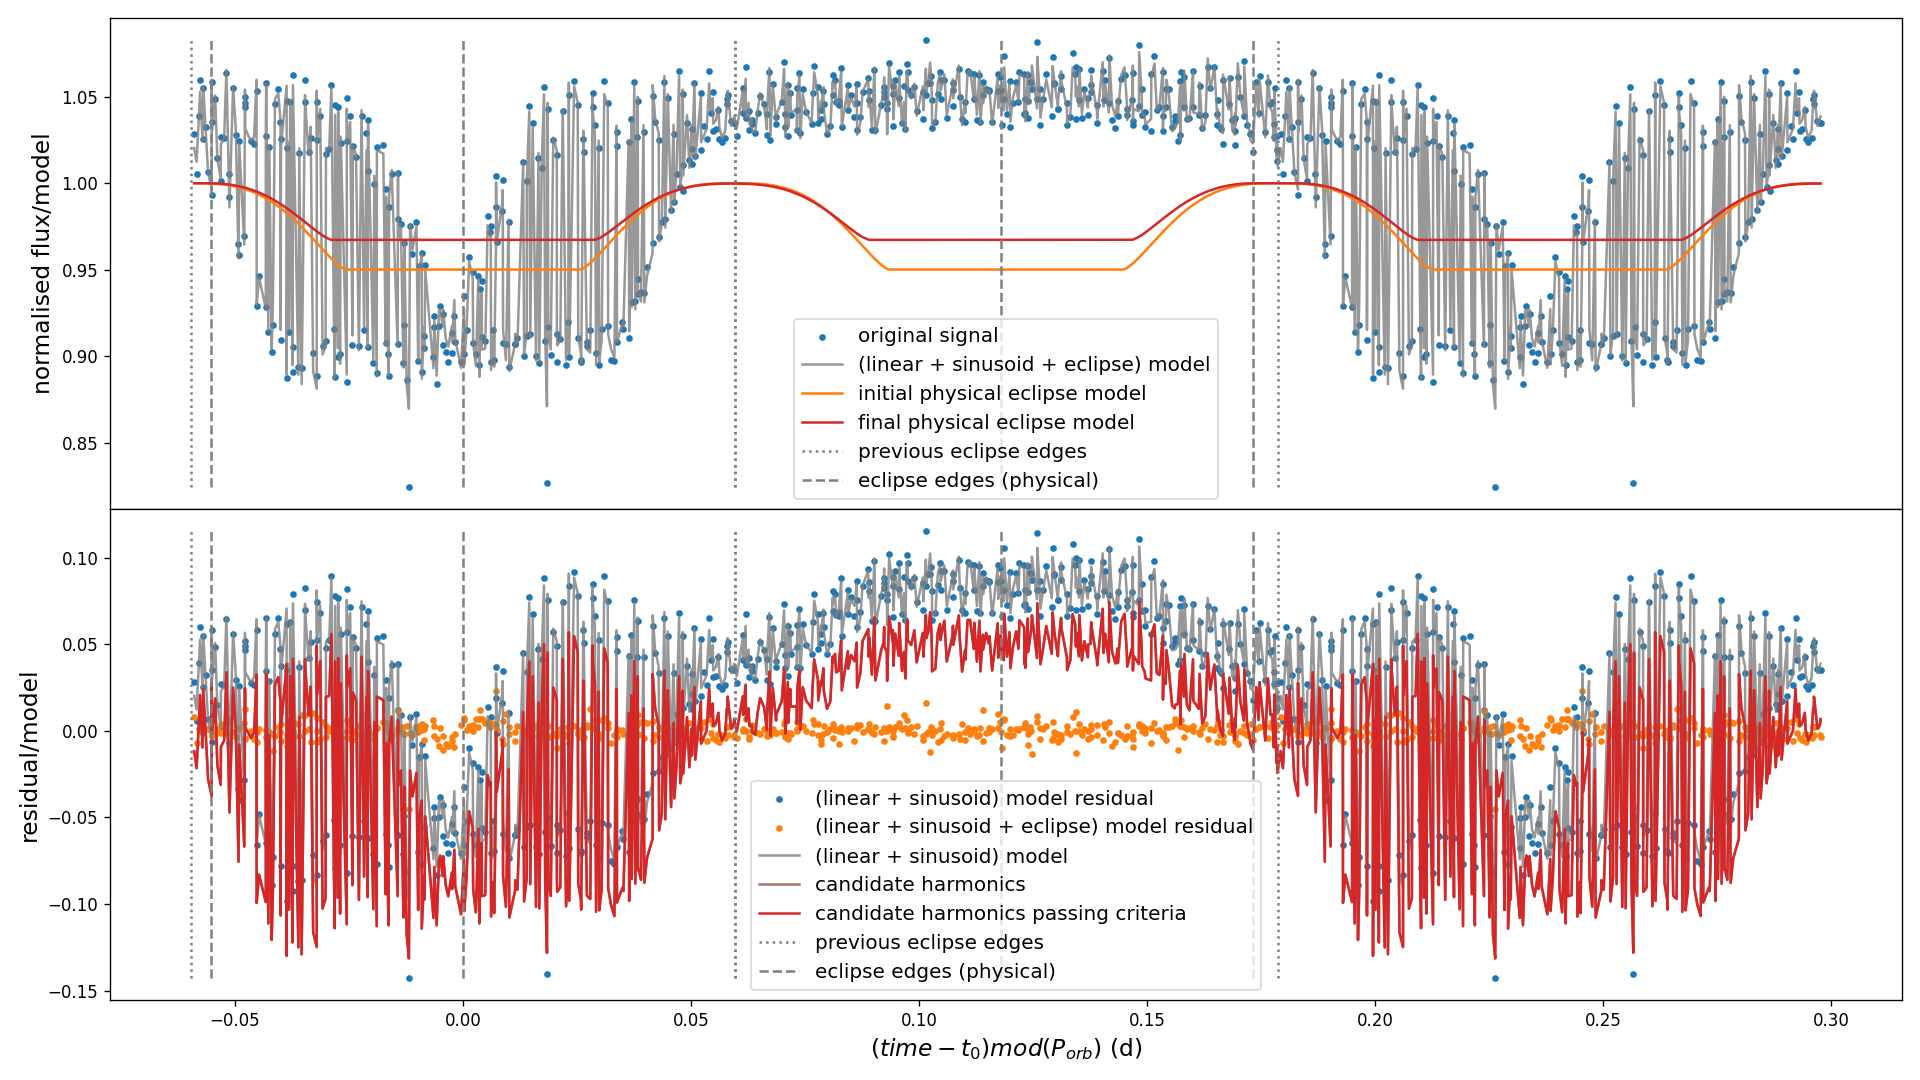 normalised flux/model
1.05
1.00
0.95
0.90
0.85
original signal
(linear + sinusoid + eclipse) model
initial physical eclipse model
final physical eclipse model
previous eclipse edges
eclipse edges (physical)
residual/model
0.10
0.05
0.00
−0.05
−0.10
−0.15
(linear + sinusoid) model residual
(linear + sinusoid + eclipse) model residual
(linear + sinusoid) model
candidate harmonics
candidate harmonics passing criteria
previous eclipse edges
eclipse edges (physical)
−0.05 0.00 0.05 0.10 0.15 0.20 0.25 0.30
(time − t₀)mod(P_orb) (d)